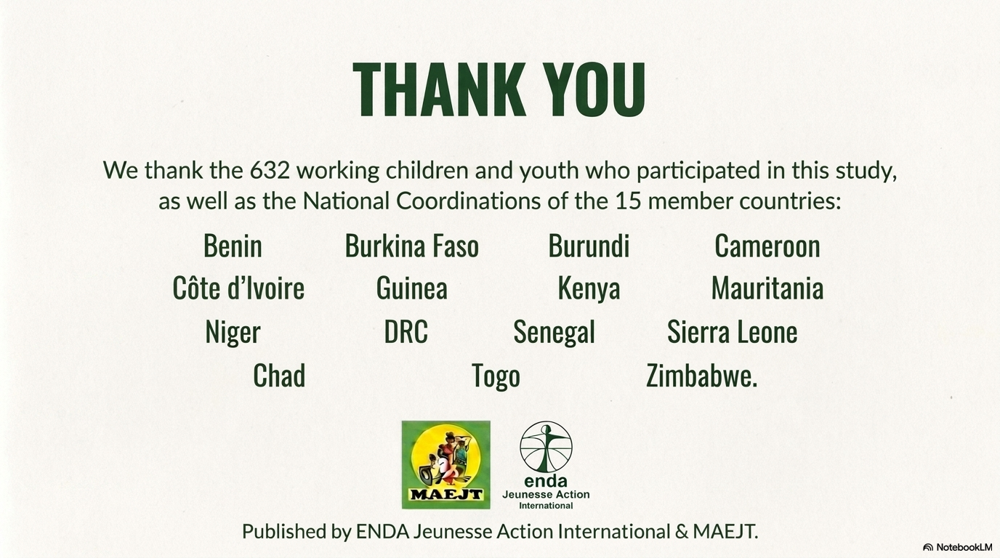 THANK YOU
We thank the 632 working children and youth who participated in this study,
as well as the National Coordinations of the 15 member countries:
Benin Burkina Faso Burundi Cameroon
Côte d’Ivoire Guinea Kenya Mauritania
Niger DRC Senegal Sierra Leone
Chad Togo Zimbabwe.
MAEJT
enda
Jeunesse Action
International
Published by ENDA Jeunesse Action International & MAEJT.
NotebookLM